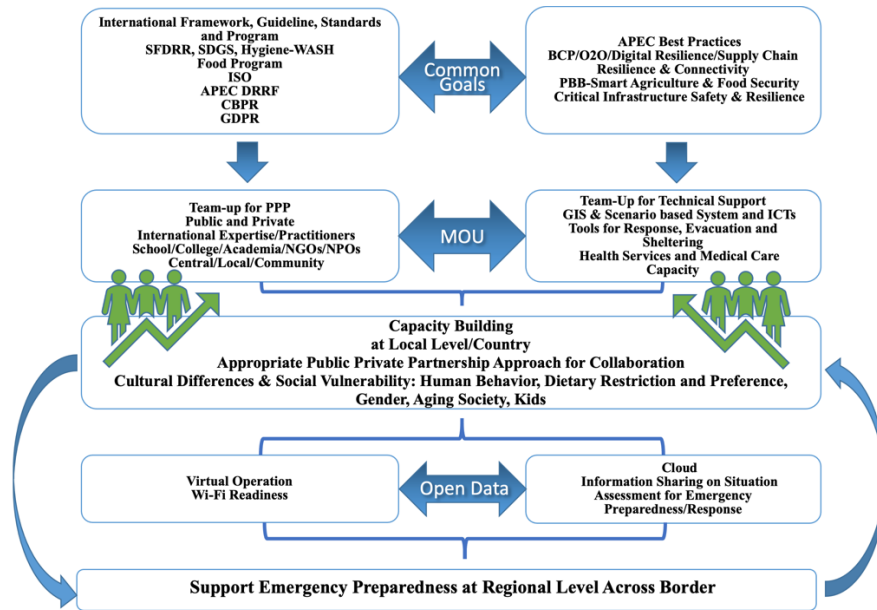 International Framework, Guideline, Standards
and Program
SFDRR, SDGS, Hygiene-WASH
Food Program
ISO
APEC DRRF
CBPR
GDPR
Common
Goals
APEC Best Practices
BCP/O2O/Digital Resilience/Supply Chain
Resilience & Connectivity
PBB-Smart Agriculture & Food Security
Critical Infrastructure Safety & Resilience
Team-up for PPP
Public and Private
International Expertise/Practitioners
School/College/Academia/NGOs/NPOs
Central/Local/Community
MOU
Team-Up for Technical Support
GIS & Scenario based System and ICTs
Tools for Response, Evacuation and
Sheltering
Health Services and Medical Care
Capacity
Capacity Building
at Local Level/Country
Appropriate Public Private Partnership Approach for Collaboration
Cultural Differences & Social Vulnerability: Human Behavior, Dietary Restriction and Preference,
Gender, Aging Society, Kids
Virtual Operation
Wi-Fi Readiness
Open Data
Cloud
Information Sharing on Situation
Assessment for Emergency
Preparedness/Response
Support Emergency Preparedness at Regional Level Across Border